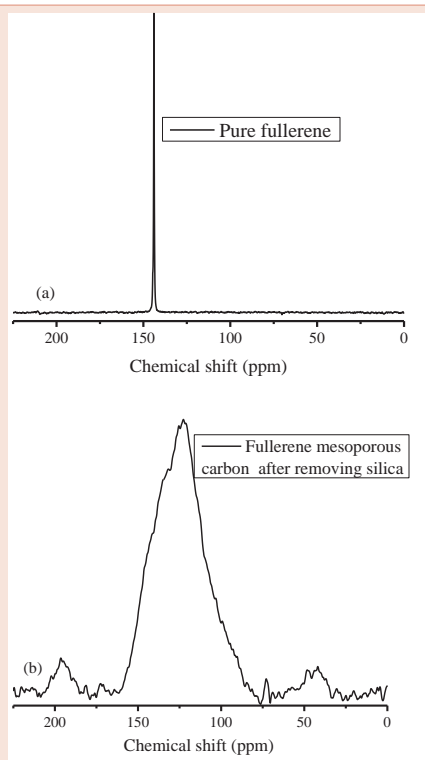 Pure fullerene
(a)
200 150 100 50 0
Chemical shift (ppm)
Fullerene mesoporous
carbon after removing silica
(b)
200 150 100 50 0
Chemical shift (ppm)